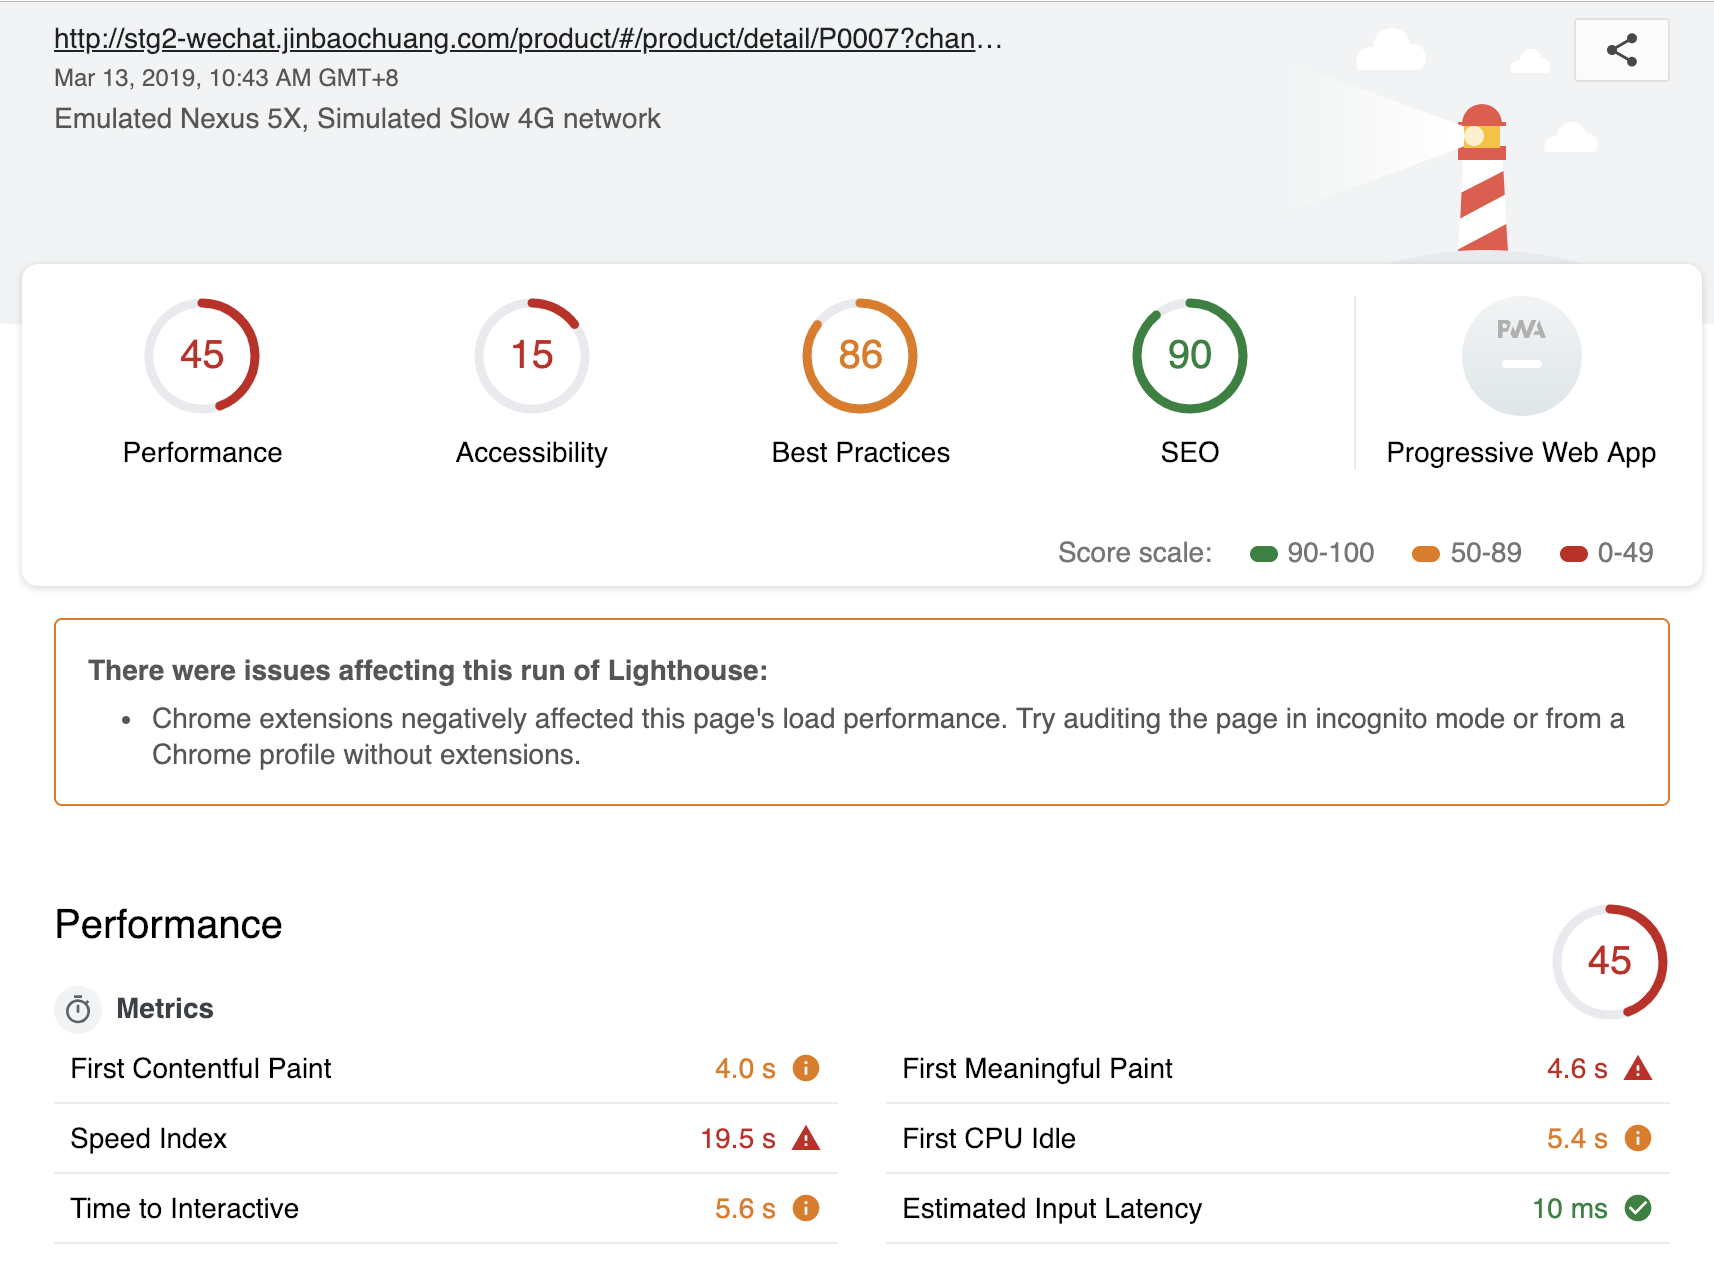 http://stg2-wechat.jinbaochuang.com/product/#/product/detail/P0007?chan…
Mar 13, 2019, 10:43 AM GMT+8
Emulated Nexus 5X, Simulated Slow 4G network
45
15
86
90
PWA
Performance
Accessibility
Best Practices
SEO
Progressive Web App
Score scale:
90-100
50-89
0-49
There were issues affecting this run of Lighthouse:
• Chrome extensions negatively affected this page's load performance. Try auditing the page in incognito mode or from a
Chrome profile without extensions.
Performance
45
Metrics
First Contentful Paint 4.0 s
First Meaningful Paint 4.6 s
Speed Index 19.5 s
First CPU Idle 5.4 s
Time to Interactive 5.6 s
Estimated Input Latency 10 ms